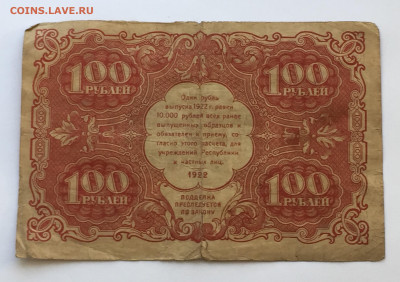 COINS.LAVE.RU
100
РУБЛЕЙ
100
РУБЛЕЙ
Один рубль
выпуска 1922 г. равен
10.000 рублей всех ранее
выпущенных образцов и
обязателен к приему, со-
гласно этого расчета, для
учреждений Республики
и частных лиц.
1922
100
РУБЛЕЙ
100
РУБЛЕЙ
ПОДДЕЛКА
ПРЕСЛЕДУЕТСЯ
ПО ЗАКОНУ